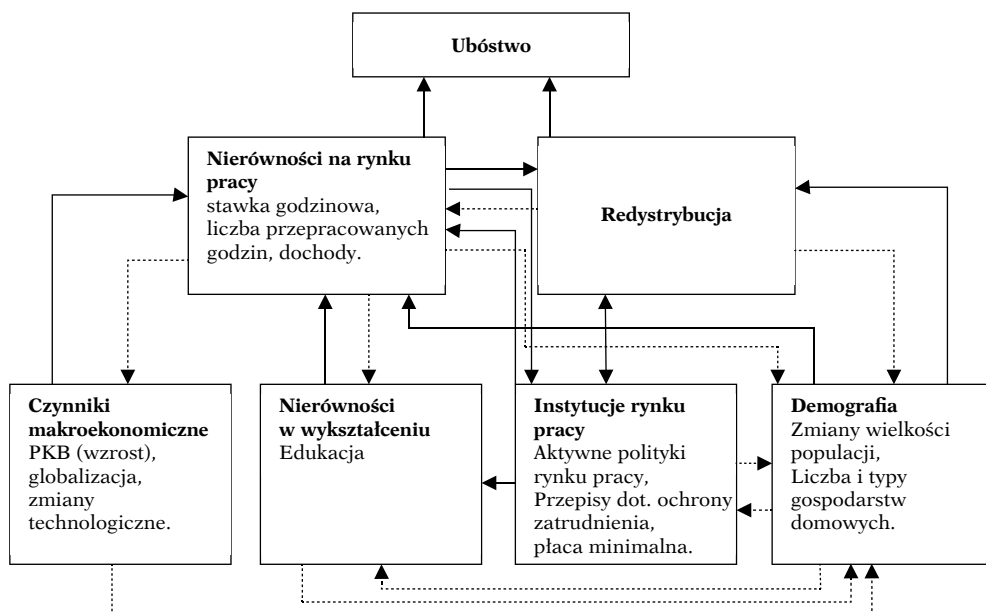 Ubóstwo
Nierówności na rynku
pracy
stawka godzinowa,
liczba przepracowanych
godzin, dochody.
Redystrybucja
Czynniki
makroekonomiczne
PKB (wzrost),
globalizacja,
zmiany
technologiczne.
Nierówności
w wykształceniu
Edukacja
Instytucje rynku
pracy
Aktywne polityki
rynku pracy,
Przepisy dot. ochrony
zatrudnienia,
płaca minimalna.
Demografia
Zmiany wielkości
populacji,
Liczba i typy
gospodarstw
domowych.